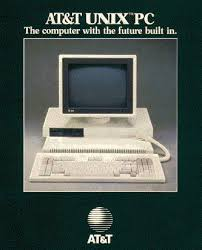 AT&T UNIX™ PC
The computer with the future built in.
AT&T